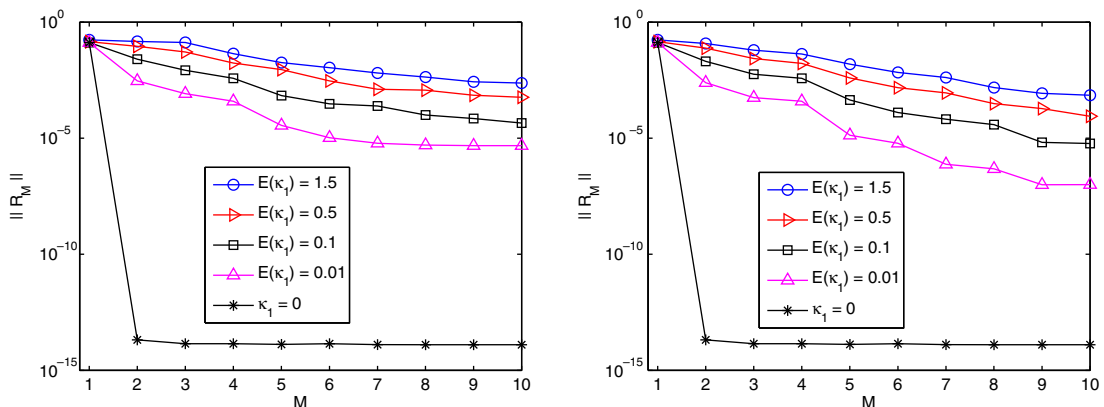 10^0
10^-5
10^-10
10^-15
|| R_M ||
E(κ_1) = 1.5
E(κ_1) = 0.5
E(κ_1) = 0.1
E(κ_1) = 0.01
κ_1 = 0
1 2 3 4 5 6 7 8 9 10
M
10^0
10^-5
10^-10
10^-15
|| R_M ||
E(κ_1) = 1.5
E(κ_1) = 0.5
E(κ_1) = 0.1
E(κ_1) = 0.01
κ_1 = 0
1 2 3 4 5 6 7 8 9 10
M